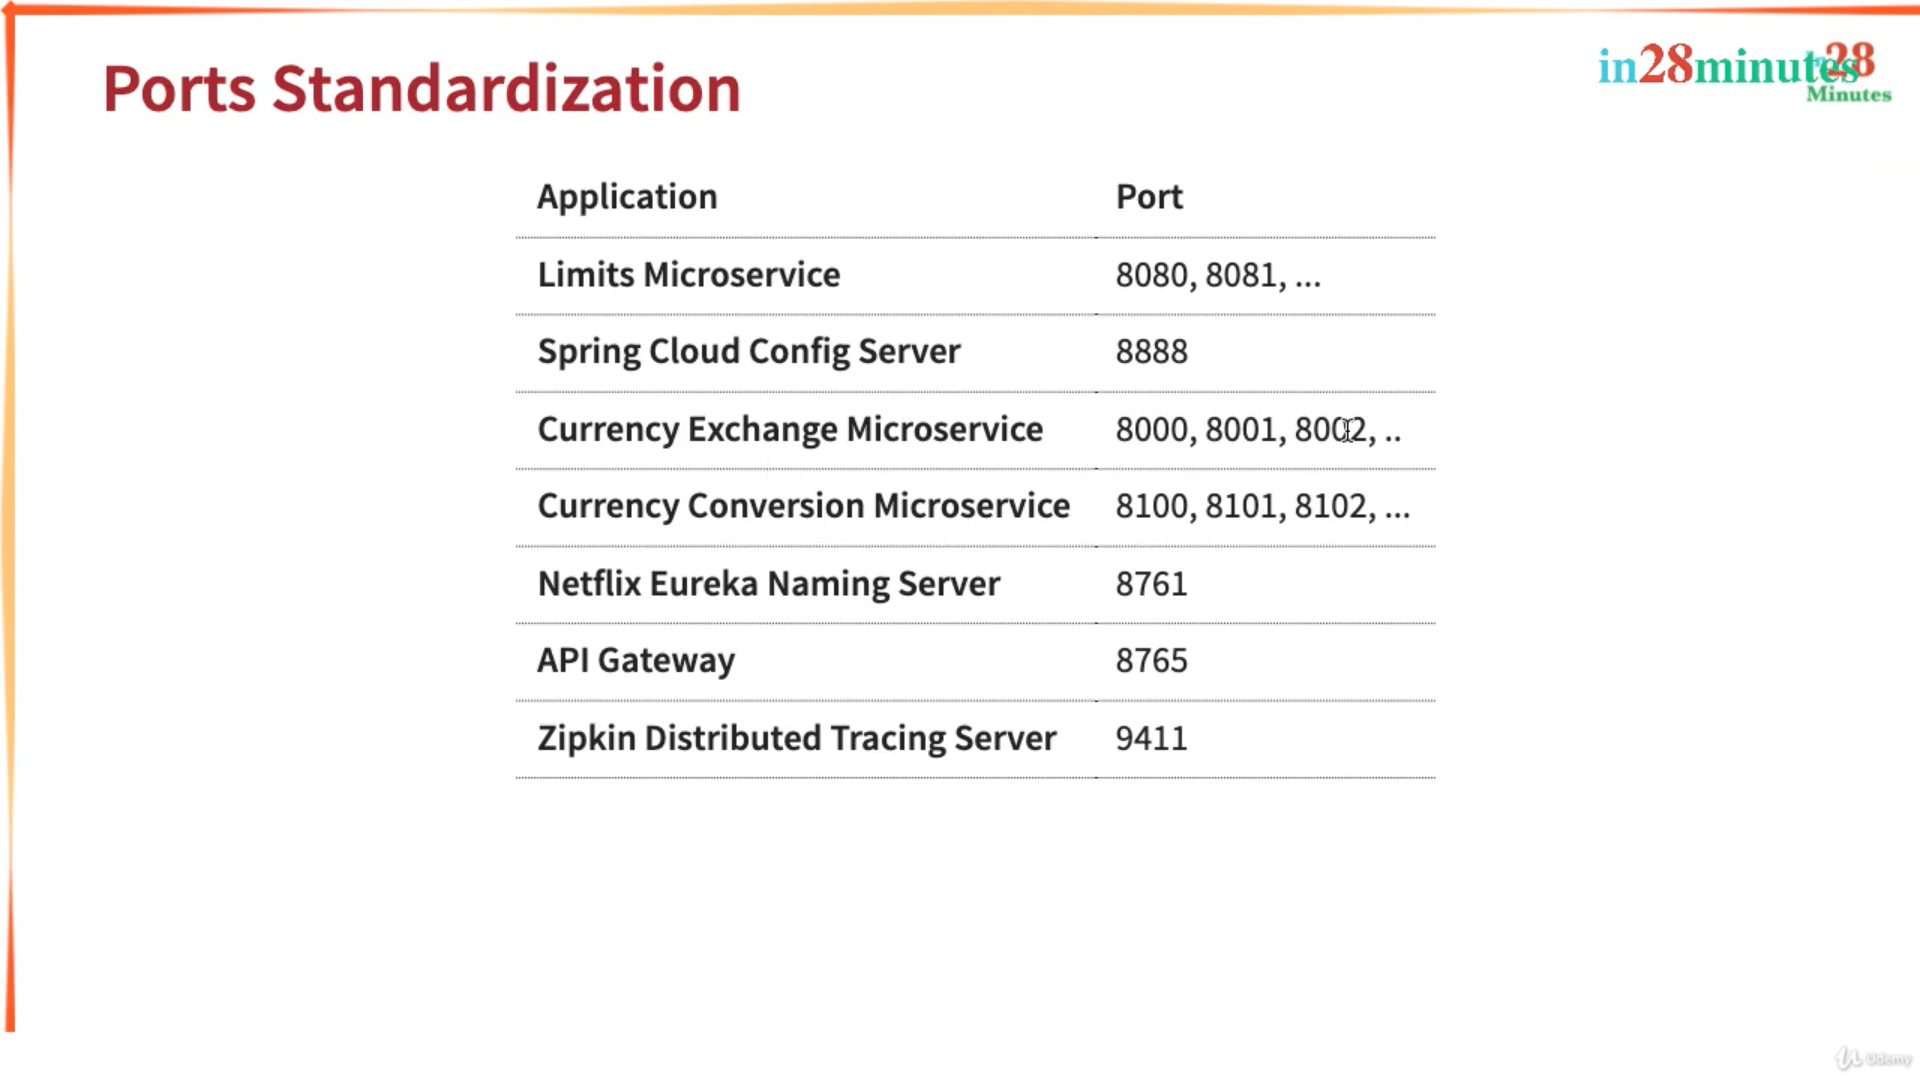 Ports Standardization
in28minutes
in28
Minutes
Application Port
Limits Microservice 8080, 8081, ...
Spring Cloud Config Server 8888
Currency Exchange Microservice 8000, 8001, 8002, ..
Currency Conversion Microservice 8100, 8101, 8102, ...
Netflix Eureka Naming Server 8761
API Gateway 8765
Zipkin Distributed Tracing Server 9411
Udemy